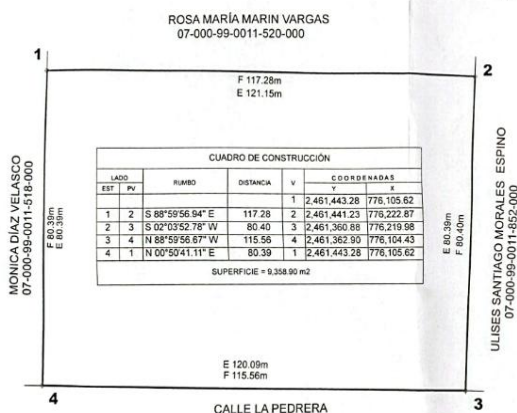 ROSA MARÍA MARIN VARGAS
07-000-99-0011-520-000
1
2
F 117.28m
E 121.15m
MONICA DÍAZ VELASCO
07-000-99-0011-518-000
F 80.39m
E 80.39m
CUADRO DE CONSTRUCCIÓN
LADO RUMBO DISTANCIA V COORDENADAS
EST PV Y X
1 2,461,443.28 776,105.62
1 2 S 88°59'56.94" E 117.28 2 2,461,441.23 776,222.87
2 3 S 02°03'52.78" W 80.40 3 2,461,360.88 776,219.98
3 4 N 88°59'56.67" W 115.56 4 2,461,362.90 776,104.43
4 1 N 00°50'41.11" E 80.39 1 2,461,443.28 776,105.62
SUPERFICIE = 9,358.90 m2
E 80.39m
F 80.40m
ULISES SANTIAGO MORALES ESPINO
07-000-99-0011-852-000
E 120.09m
F 115.56m
4
3
CALLE LA PEDRERA